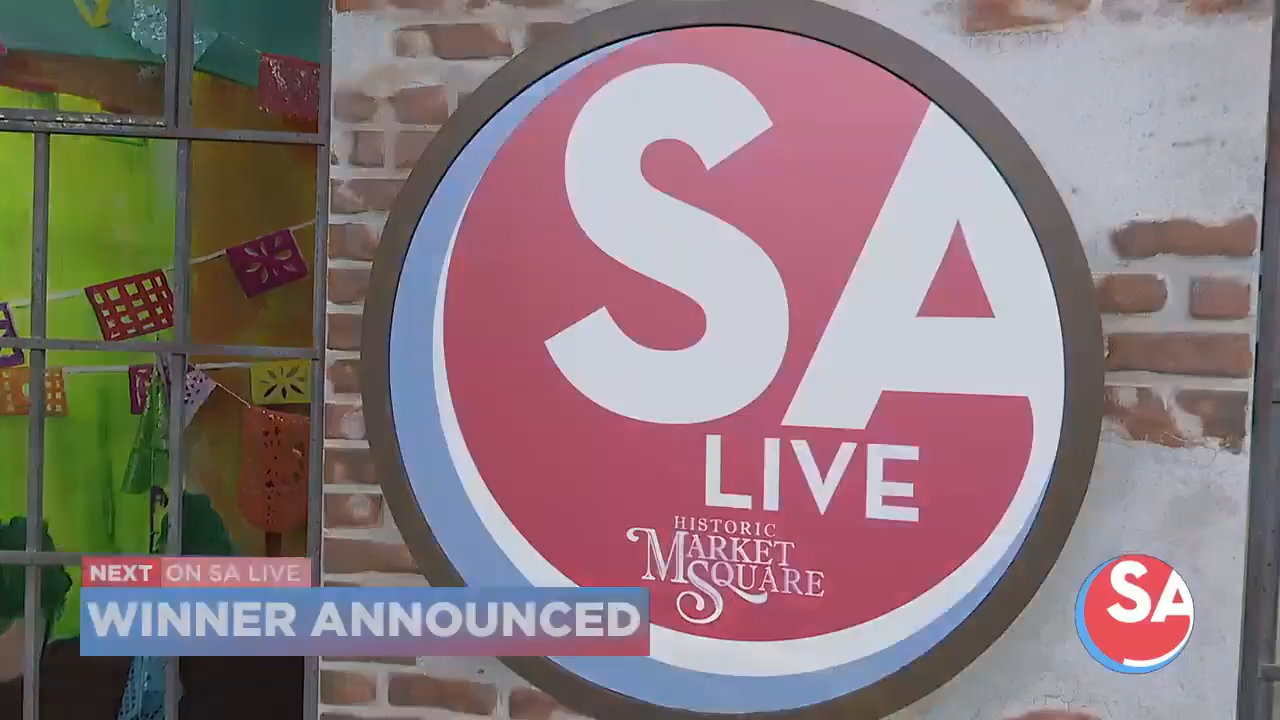 SA
LIVE
HISTORIC
MARKET
SQUARE
NEXT ON SA LIVE
WINNER ANNOUNCED
SA